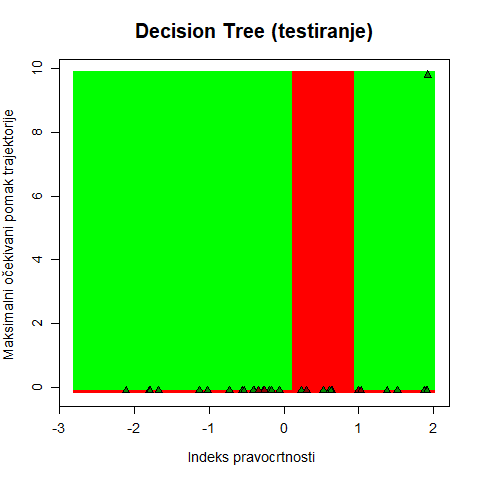 Decision Tree (testiranje)
Maksimalni očekivani pomak trajektorije
10
8
6
4
2
0
-3 -2 -1 0 1 2
Indeks pravocrtnosti